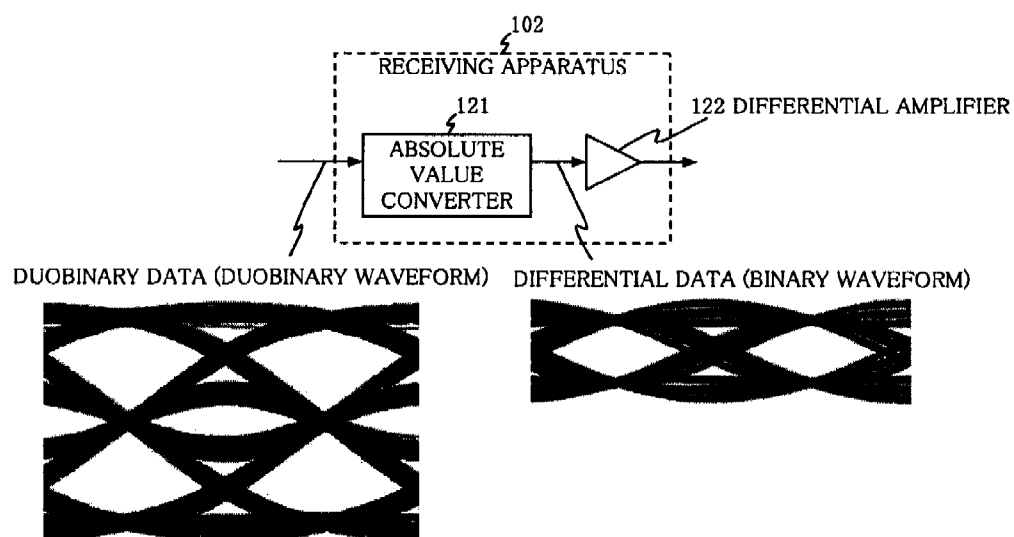 102
RECEIVING APPARATUS
121
122 DIFFERENTIAL AMPLIFIER
ABSOLUTE
VALUE
CONVERTER
DUOBINARY DATA (DUOBINARY WAVEFORM)
DIFFERENTIAL DATA (BINARY WAVEFORM)